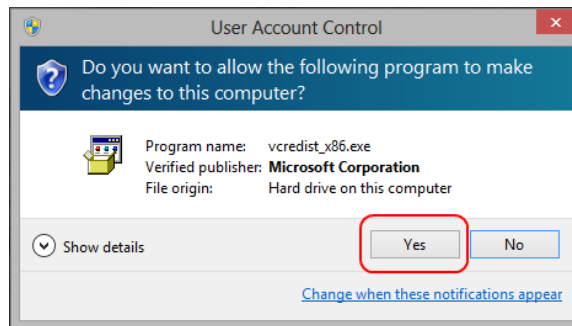 User Account Control
Do you want to allow the following program to make
changes to this computer?
Program name: vcredist_x86.exe
Verified publisher: Microsoft Corporation
File origin: Hard drive on this computer
Show details
Yes
No
Change when these notifications appear